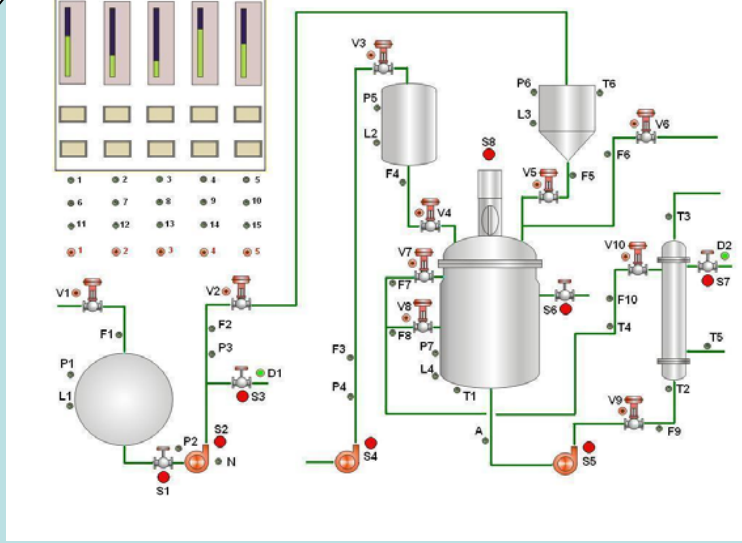 V3
P6
T6
P5
L3
V6
L2
S8
F6
F4
V5
F5
1 2 3 4 5
6 7 8 9 10
11 12 13 14 15
1 2 3 4 5
V4
T3
V7
V10
D2
V1
V2
F7
S7
V8
F10
S6
F1
F2
F8
T4
P3
F3
P7
T5
P1
L4
D1
P4
T1
T2
L1
S3
V9
S2
A
F9
P2
N
S4
S5
S1